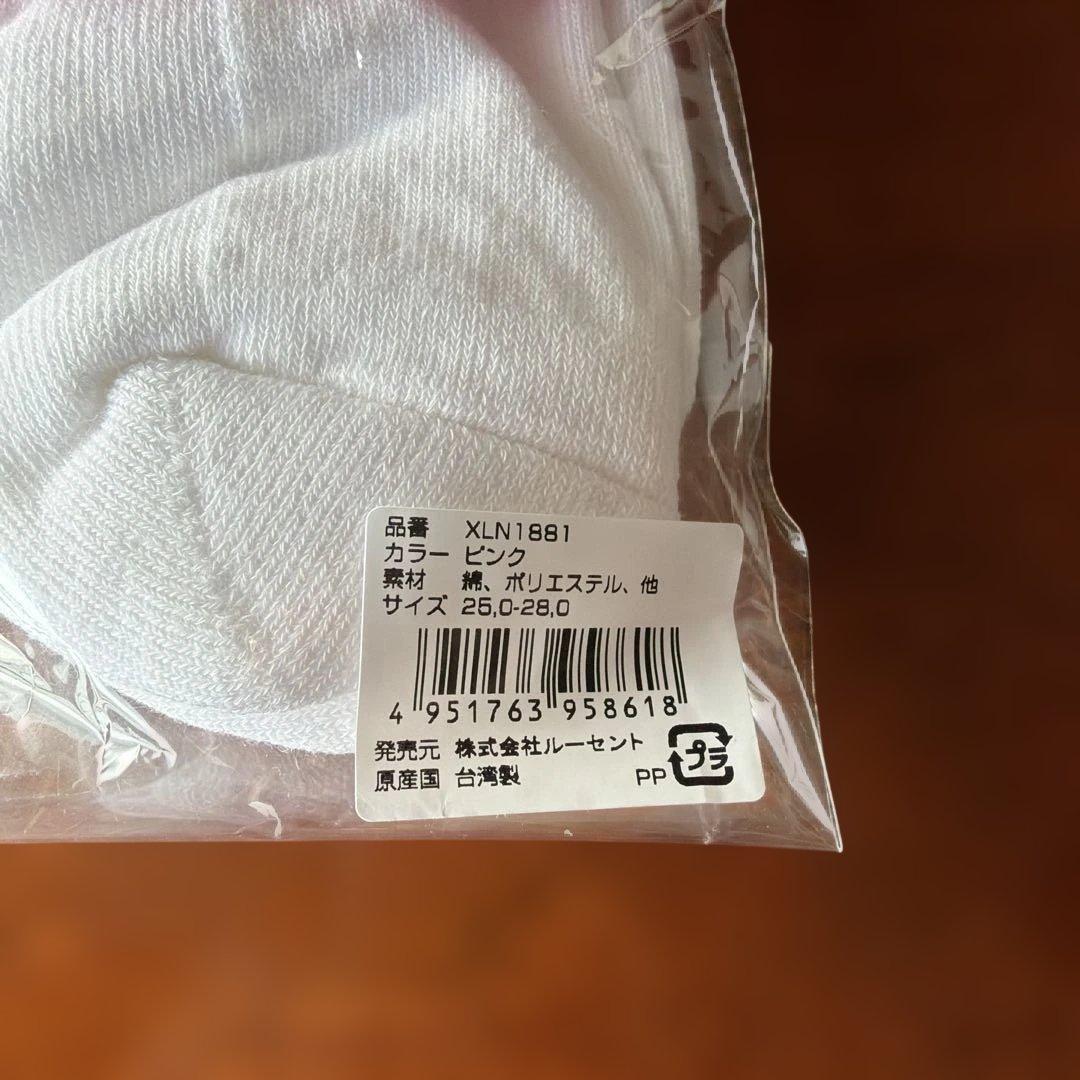 品番 XLN1881
カラー ピンク
素材 綿、ポリエステル、他
サイズ 25,0-28,0
4 951763 958618
発売元 株式会社ルーセント
原産国 台湾製
PP プラ